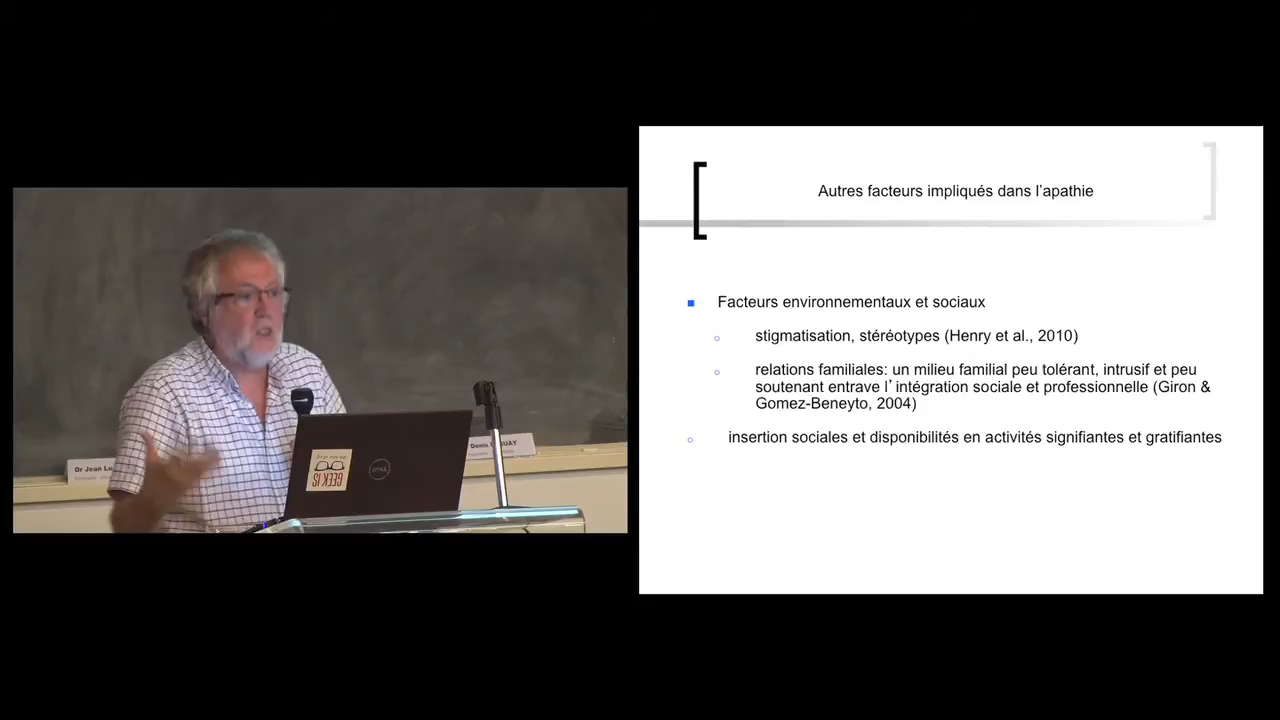 Autres facteurs impliqués dans l'apathie
Facteurs environnementaux et sociaux
stigmatisation, stéréotypes (Henry et al., 2010)
relations familiales: un milieu familial peu tolérant, intrusif et peu
soutenant entrave l'intégration sociale et professionnelle (Giron &
Gomez-Beneyto, 2004)
insertion sociales et disponibilités en activités signifiantes et gratifiantes
Dr Jean Lu
Denis
UAY
GEEK IS
DELL